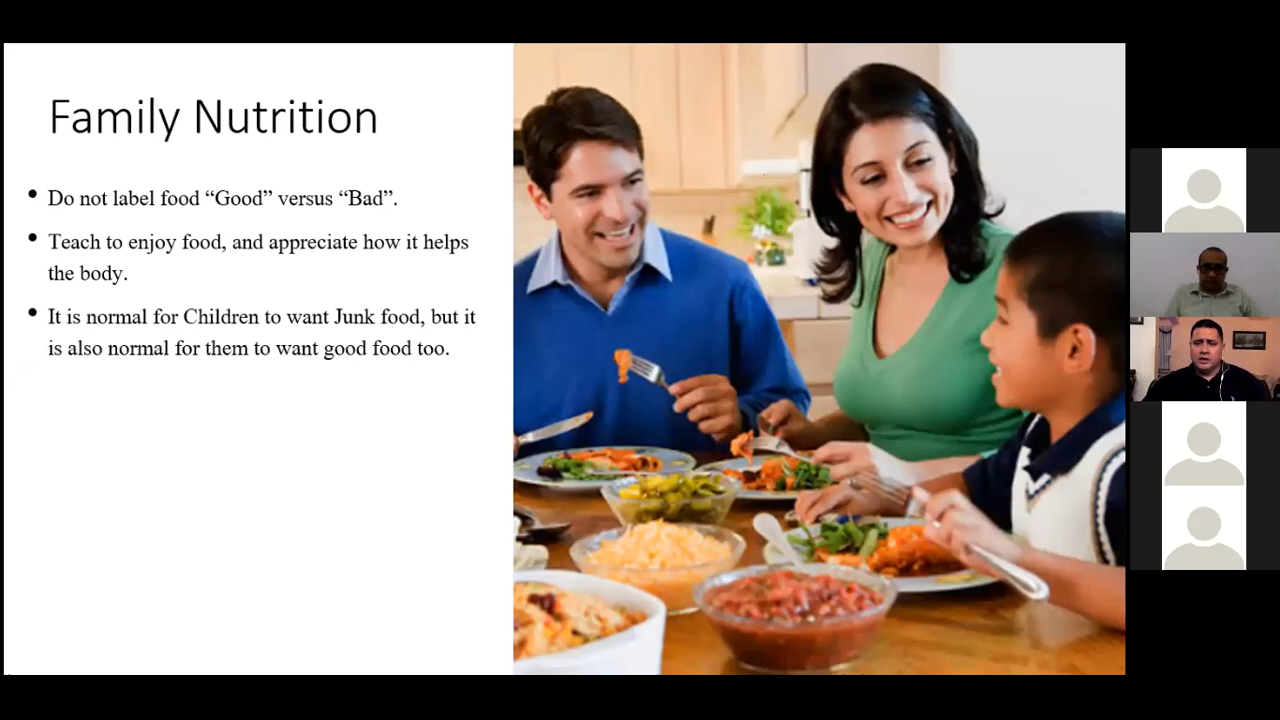 Family Nutrition
• Do not label food “Good” versus “Bad”.
• Teach to enjoy food, and appreciate how it helps
the body.
• It is normal for Children to want Junk food, but it
is also normal for them to want good food too.